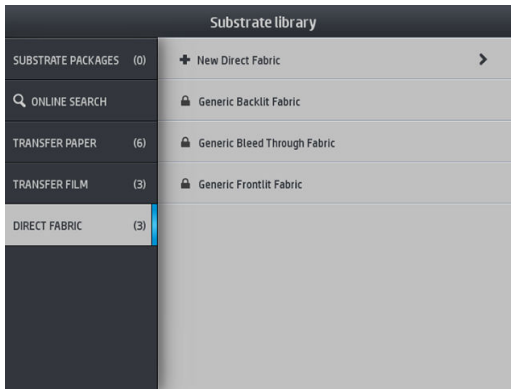 Substrate library
SUBSTRATE PACKAGES (0)
ONLINE SEARCH
TRANSFER PAPER (6)
TRANSFER FILM (3)
DIRECT FABRIC (3)
New Direct Fabric
Generic Backlit Fabric
Generic Bleed Through Fabric
Generic Frontlit Fabric